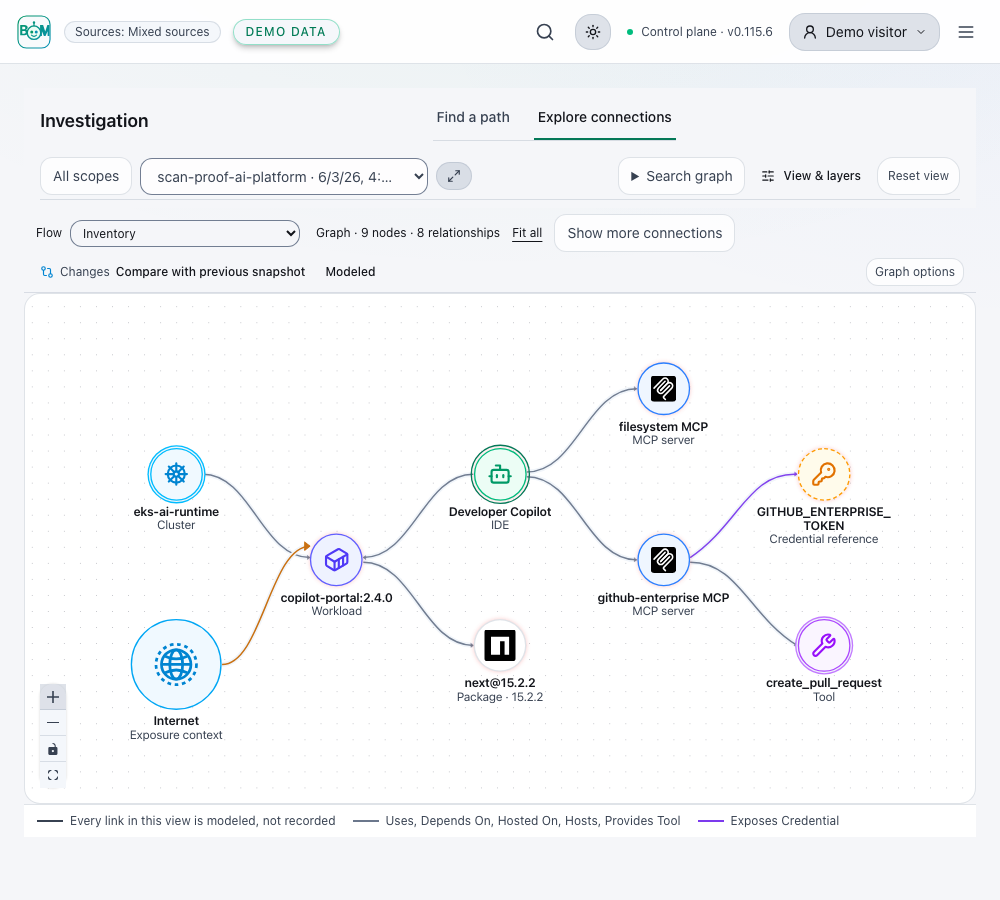 BOM
Sources: Mixed sources
DEMO DATA
Control plane · v0.115.6
Demo visitor
Investigation
Find a path
Explore connections
All scopes
scan-proof-ai-platform · 6/3/26, 4:...
Search graph
View & layers
Reset view
Flow
Inventory
Graph · 9 nodes · 8 relationships
Fit all
Show more connections
Changes
Compare with previous snapshot
Modeled
Graph options
filesystem MCP
MCP server
eks-ai-runtime
Cluster
Developer Copilot
IDE
GITHUB_ENTERPRISE_
TOKEN
Credential reference
copilot-portal:2.4.0
Workload
github-enterprise MCP
MCP server
next@15.2.2
Package · 15.2.2
create_pull_request
Tool
Internet
Exposure context
Every link in this view is modeled, not recorded
Uses, Depends On, Hosted On, Hosts, Provides Tool
Exposes Credential